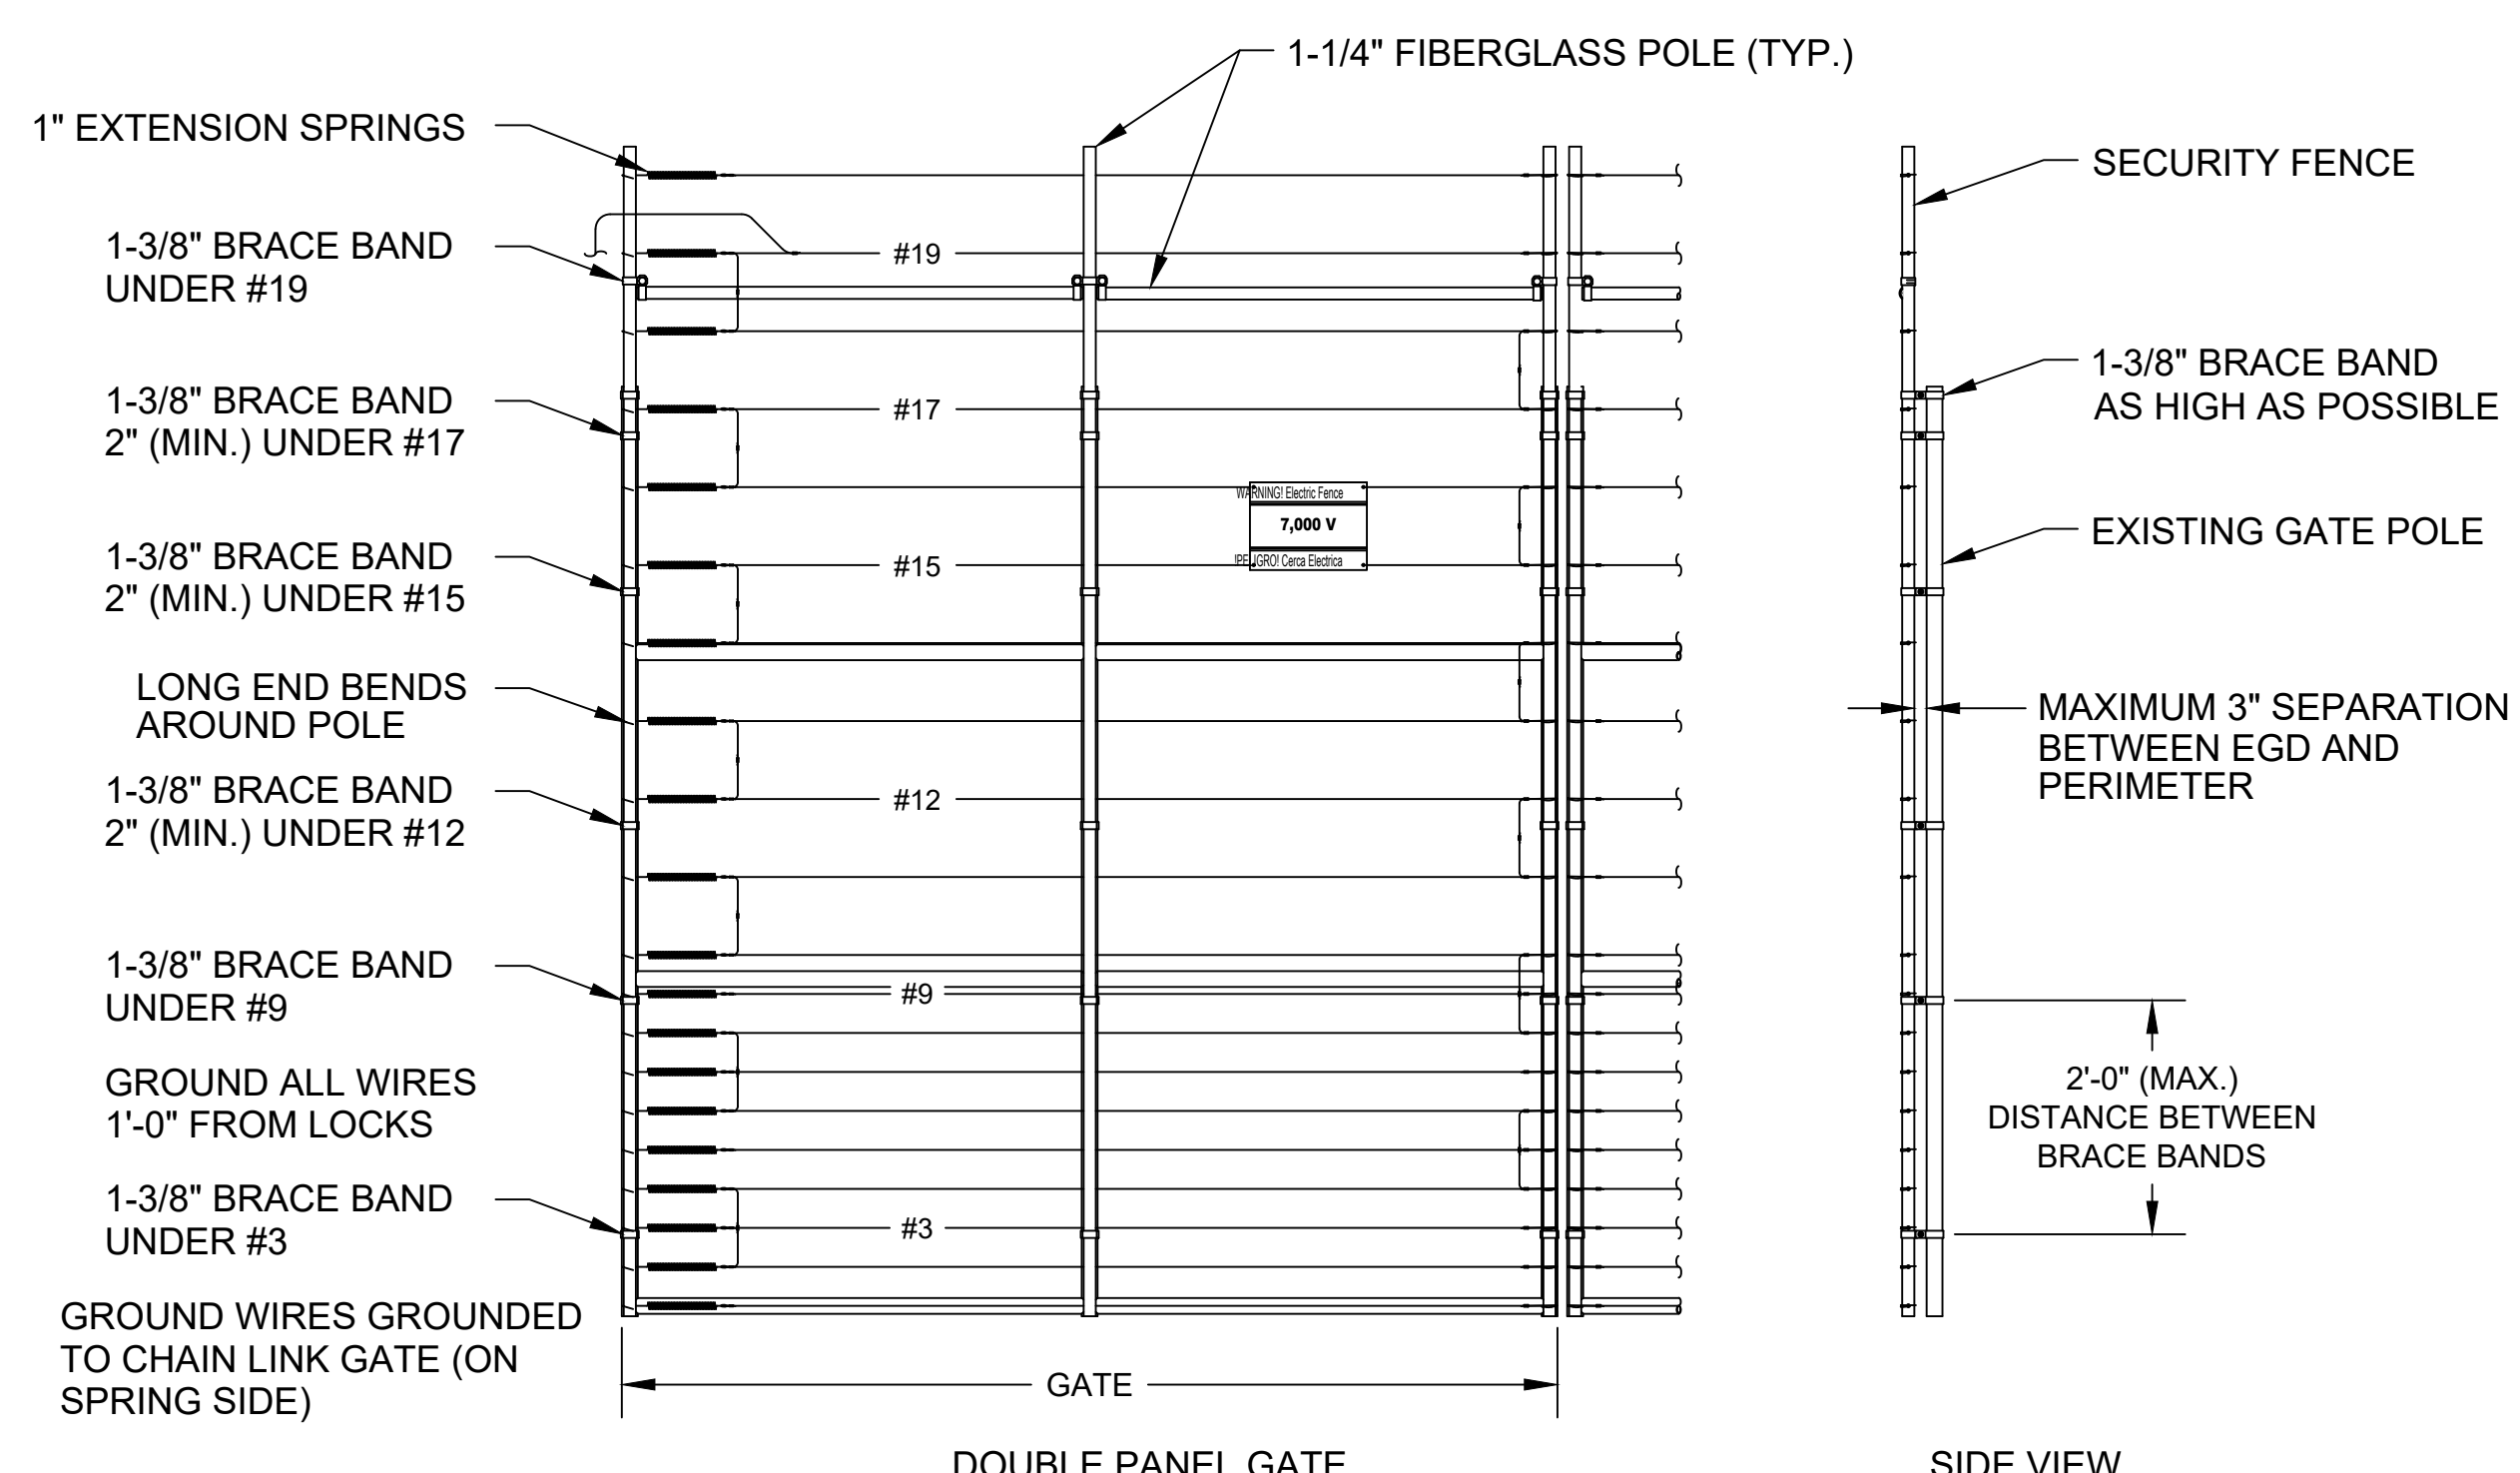 1-1/4" FIBERGLASS POLE (TYP.)
1" EXTENSION SPRINGS
SECURITY FENCE
1-3/8" BRACE BAND
UNDER #19
#19
1-3/8" BRACE BAND
AS HIGH AS POSSIBLE
1-3/8" BRACE BAND
2" (MIN.) UNDER #17
#17
WARNING! Electric Fence
7,000 V
!PELIGRO! Cerca Electrica
EXISTING GATE POLE
1-3/8" BRACE BAND
2" (MIN.) UNDER #15
#15
LONG END BENDS
AROUND POLE
MAXIMUM 3" SEPARATION
BETWEEN EGD AND
PERIMETER
1-3/8" BRACE BAND
2" (MIN.) UNDER #12
#12
1-3/8" BRACE BAND
UNDER #9
#9
GROUND ALL WIRES
1'-0" FROM LOCKS
2'-0" (MAX.)
DISTANCE BETWEEN
BRACE BANDS
1-3/8" BRACE BAND
UNDER #3
#3
GROUND WIRES GROUNDED
TO CHAIN LINK GATE (ON
SPRING SIDE)
GATE
DOUBLE PANEL GATE
SIDE VIEW